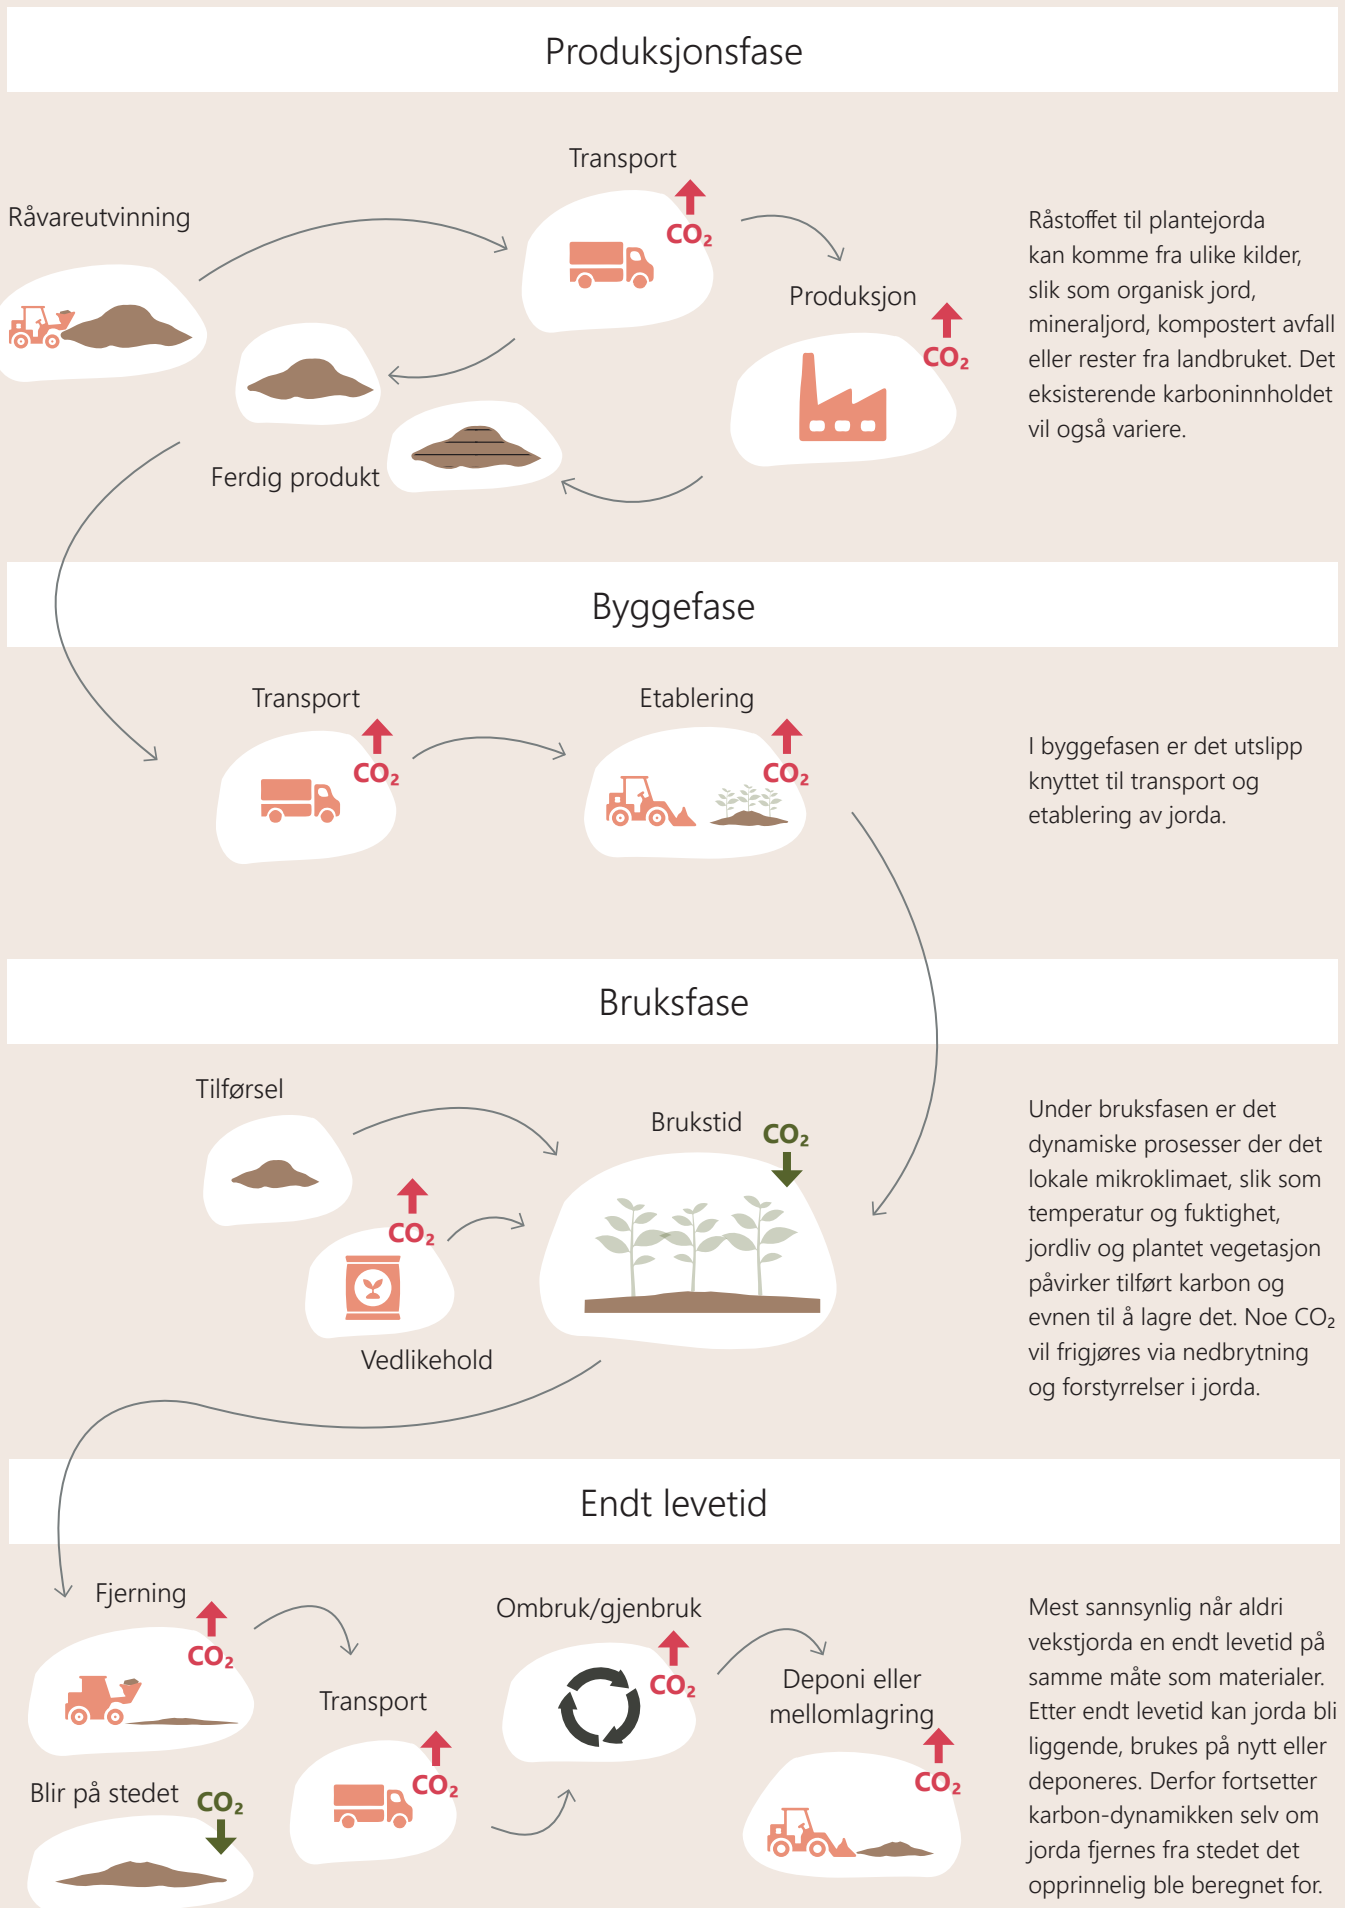 Produksjonsfase
Transport
CO₂
Råvareutvinning
Produksjon
CO₂
Ferdig produkt
Råstoffet til plantejorda
kan komme fra ulike kilder,
slik som organisk jord,
mineraljord, kompostert avfall
eller rester fra landbruket. Det
eksisterende karboninnholdet
vil også variere.
Byggefase
Transport
CO₂
Etablering
CO₂
I byggefasen er det utslipp
knyttet til transport og
etablering av jorda.
Bruksfase
Tilførsel
Brukstid
CO₂
CO₂
Vedlikehold
Under bruksfasen er det
dynamiske prosesser der det
lokale mikroklimaet, slik som
temperatur og fuktighet,
jordliv og plantet vegetasjon
påvirker tilført karbon og
evnen til å lagre det. Noe CO₂
vil frigjøres via nedbrytning
og forstyrrelser i jorda.
Endt levetid
Fjerning
CO₂
Transport
CO₂
Blir på stedet
CO₂
Ombruk/gjenbruk
CO₂
Deponi eller
mellomlagring
CO₂
Mest sannsynlig når aldri
vekstjorda en endt levetid på
samme måte som materialer.
Etter endt levetid kan jorda bli
liggende, brukes på nytt eller
deponeres. Derfor fortsetter
karbon-dynamikken selv om
jorda fjernes fra stedet det
opprinnelig ble beregnet for.